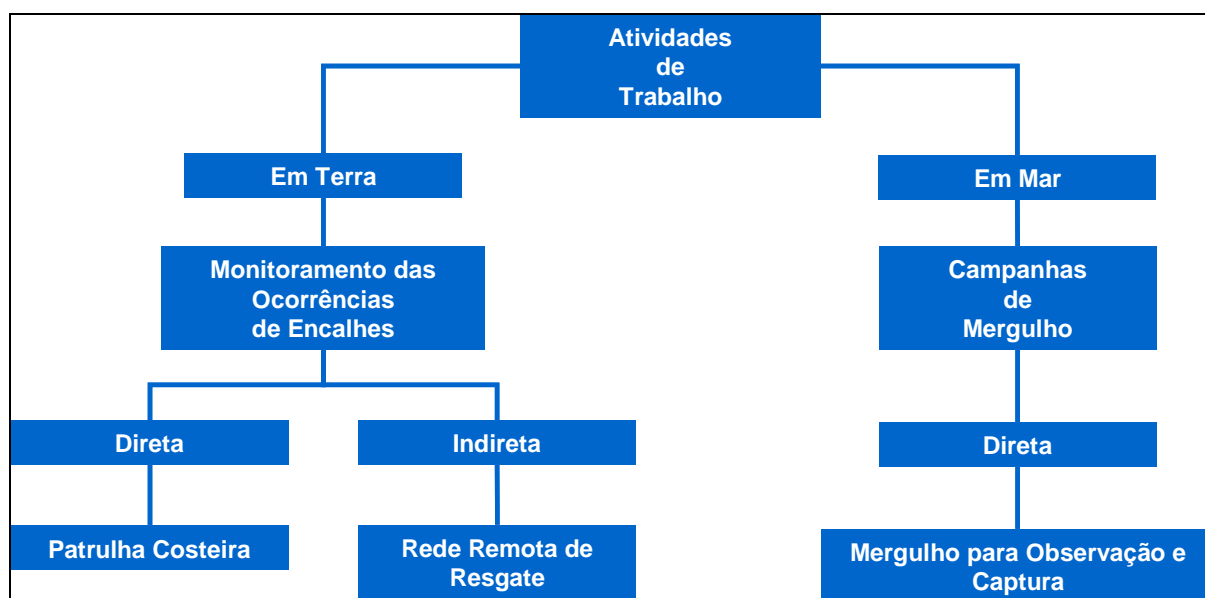 Atividades
de
Trabalho
Em Terra
Em Mar
Monitoramento das
Ocorrências
de Encalhes
Campanhas
de
Mergulho
Direta
Indireta
Direta
Patrulha Costeira
Rede Remota de
Resgate
Mergulho para Observação e
Captura